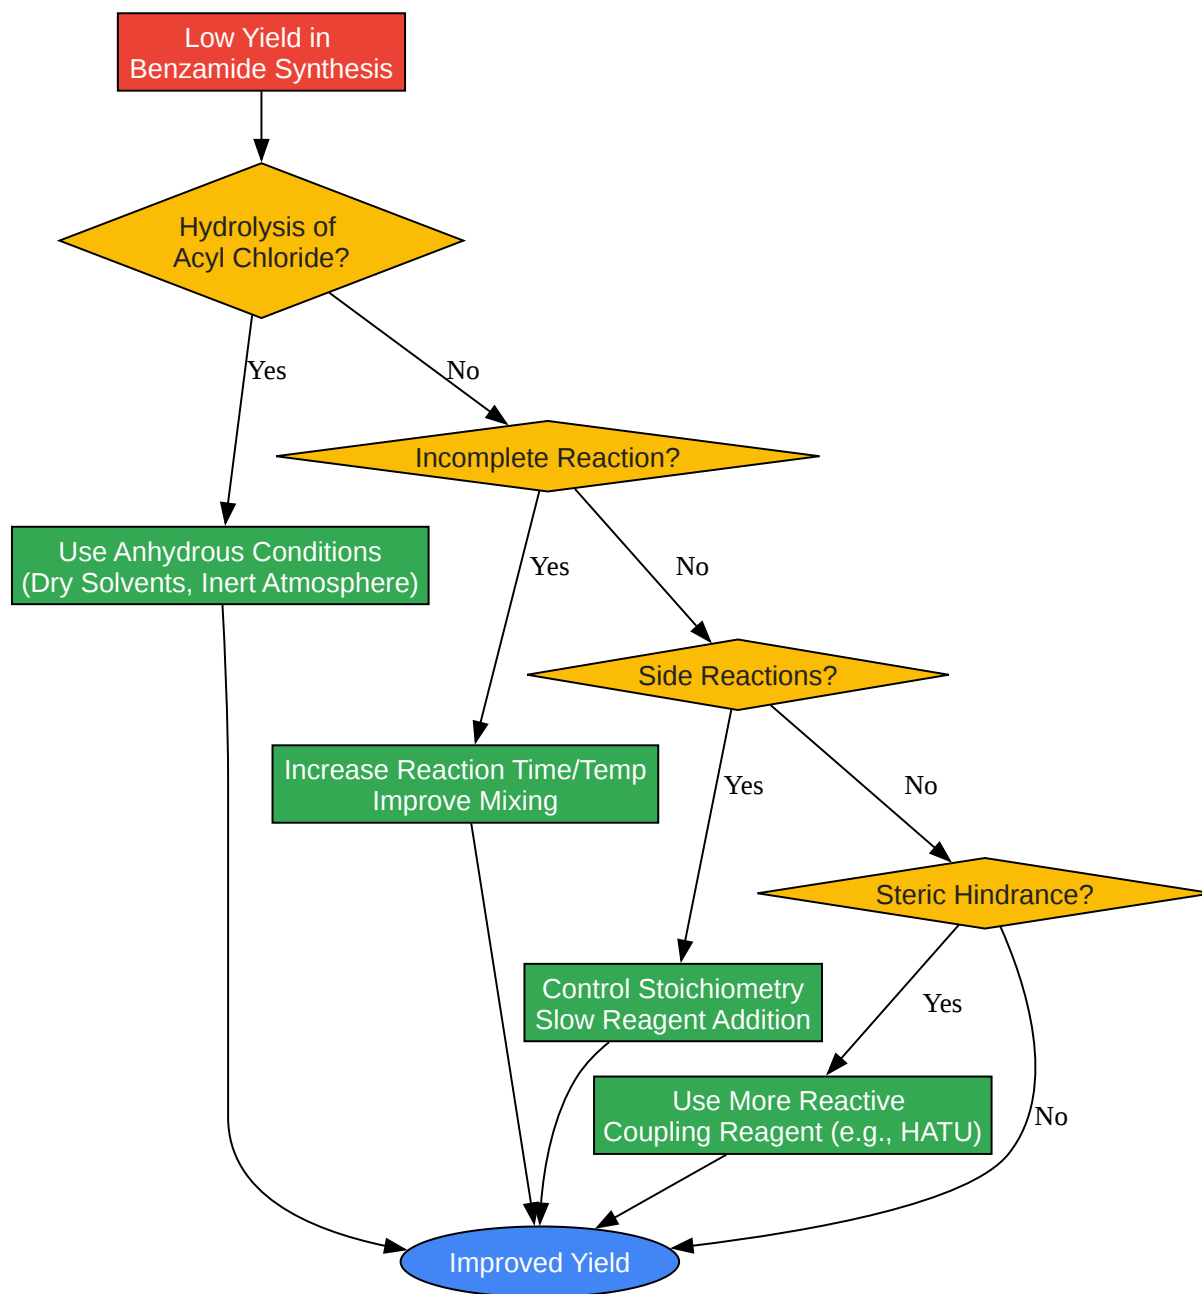 Low Yield in
Benzamide Synthesis
Hydrolysis of
Acyl Chloride?
Yes
No
Incomplete Reaction?
Use Anhydrous Conditions
(Dry Solvents, Inert Atmosphere)
Yes
No
Side Reactions?
Increase Reaction Time/Temp
Improve Mixing
Yes
No
Steric Hindrance?
Control Stoichiometry
Slow Reagent Addition
Yes
Use More Reactive
Coupling Reagent (e.g., HATU)
No
Improved Yield